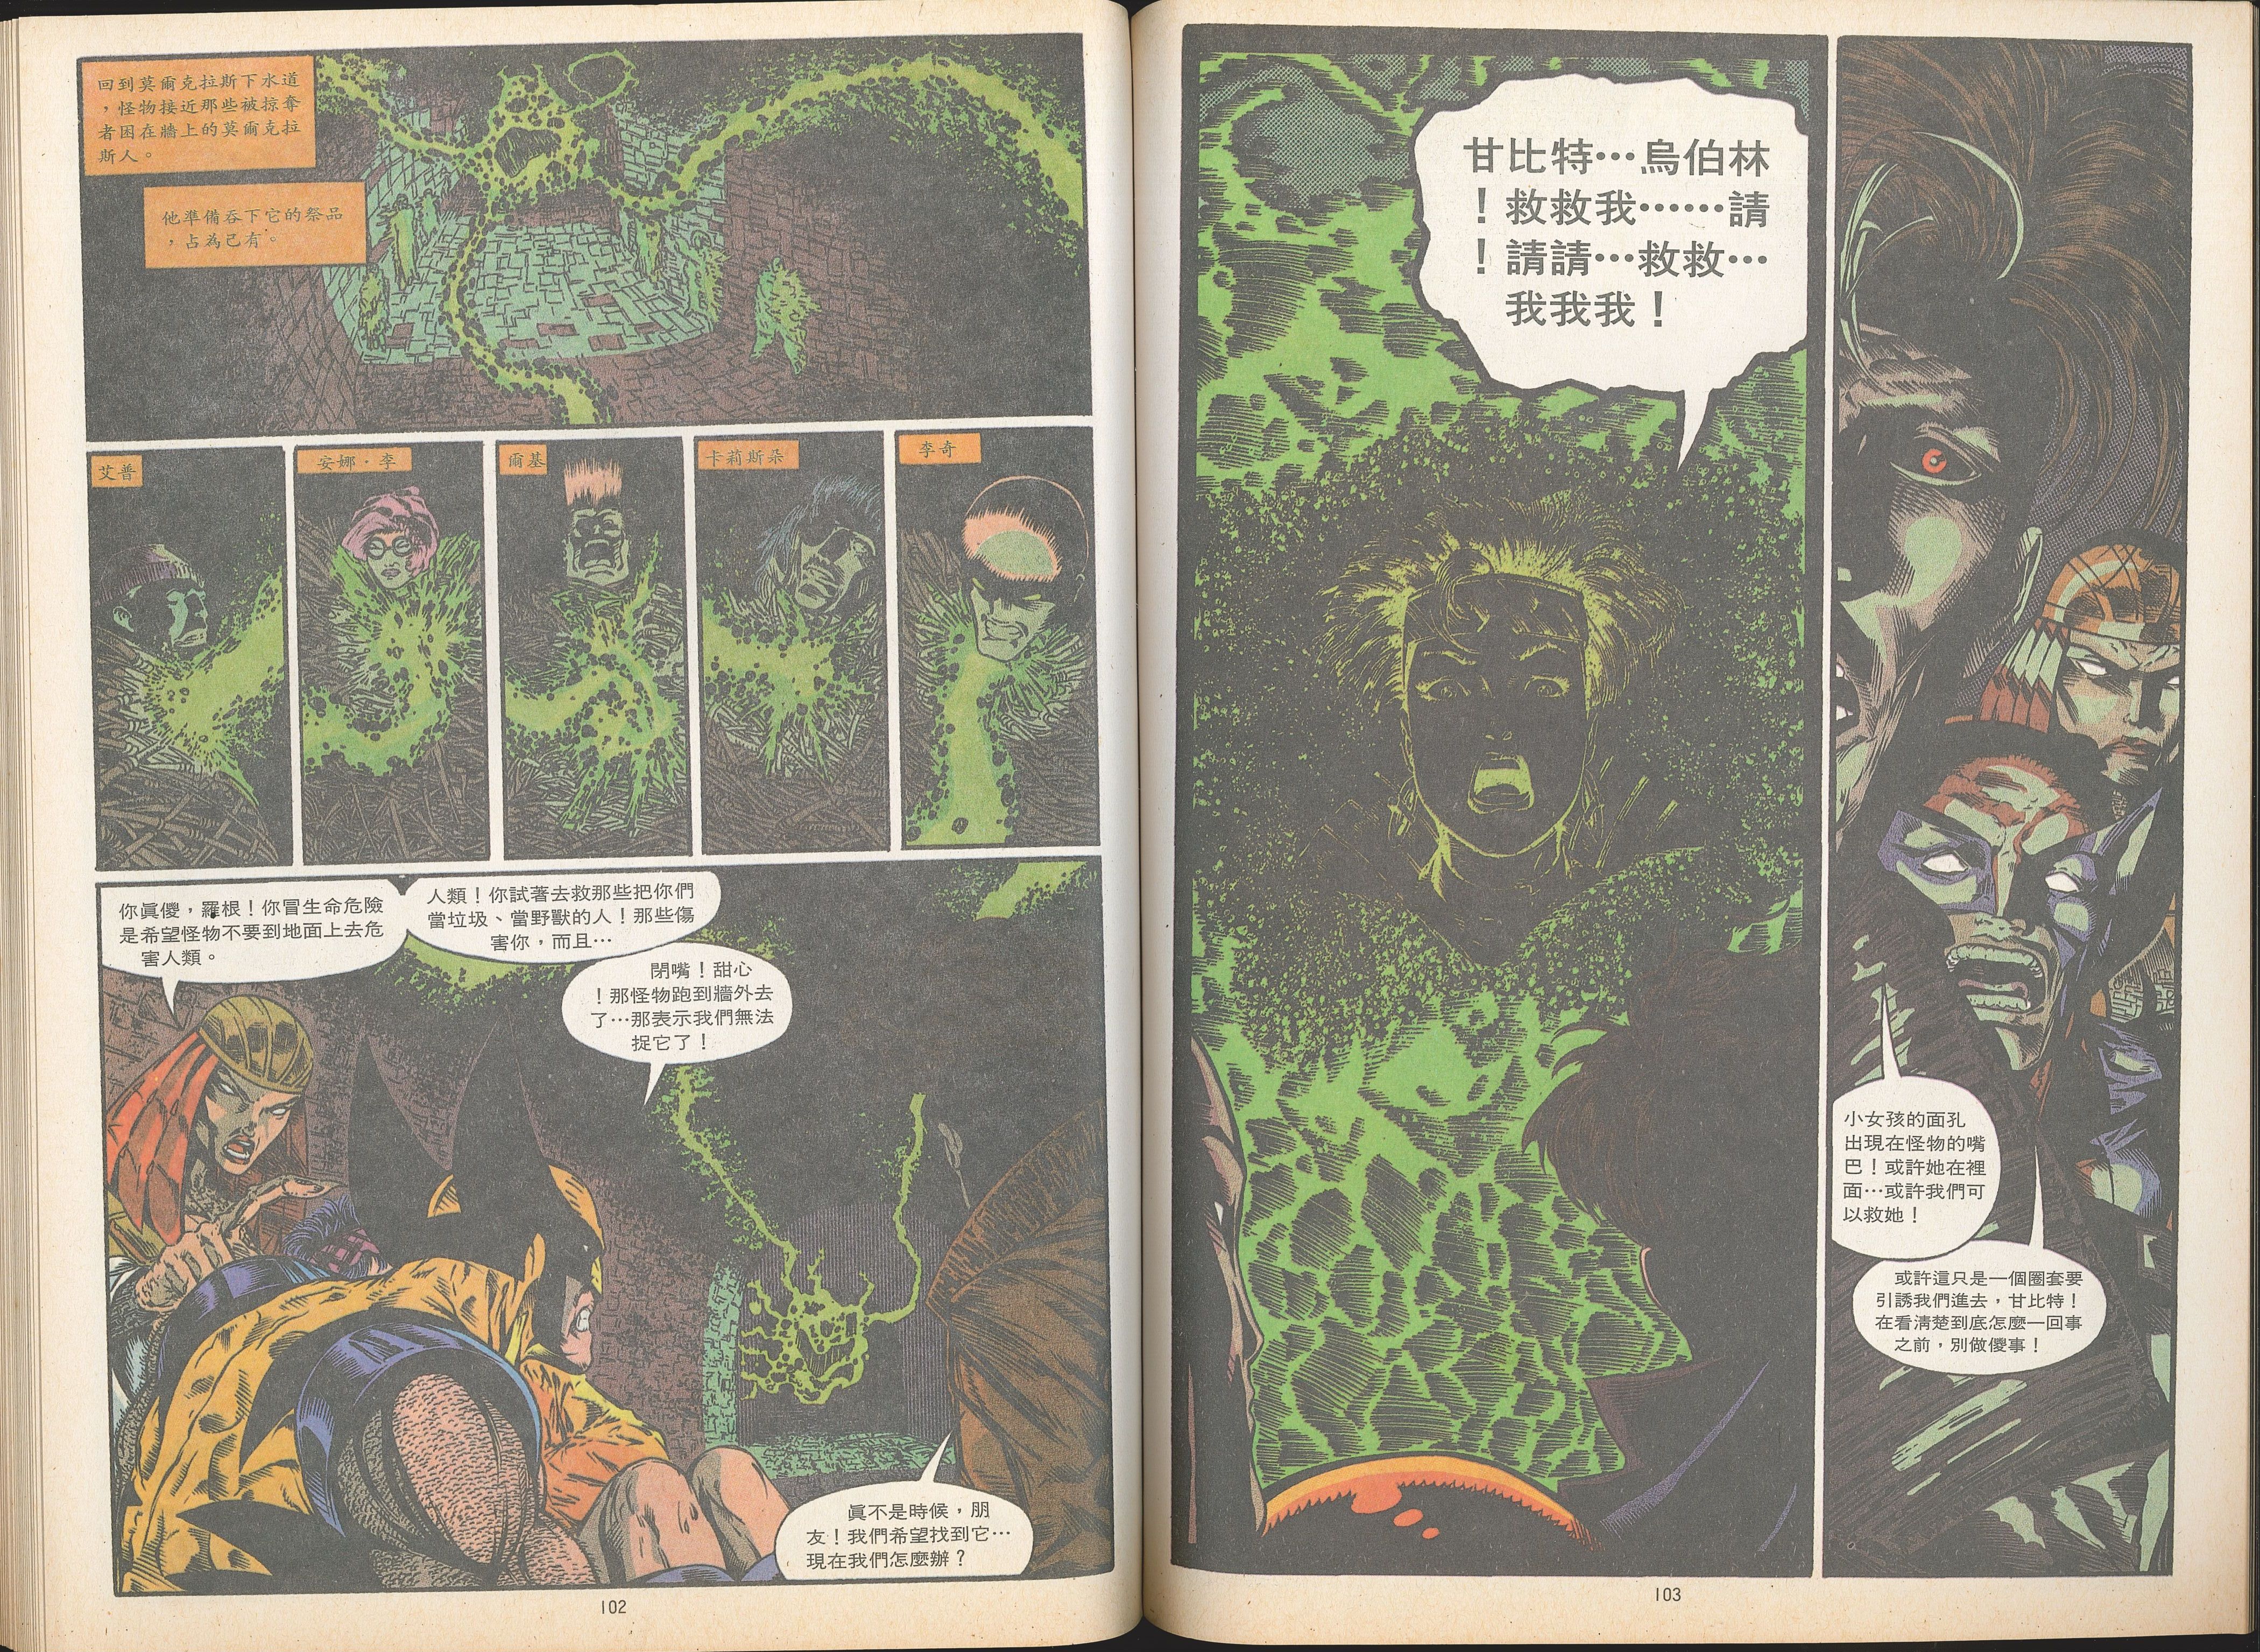 回到莫爾克拉斯下水道
，怪物接近那些被掠奪
者困在牆上的莫爾克拉
斯人。
他準備吞下它的祭品
，占為己有。
艾普
安娜·李
爾基
卡莉斯朵
李奇
你眞傻，羅根！你冒生命危險
是希望怪物不要到地面上去危
害人類。
人類！你試著去救那些把你們
當垃圾、當野獸的人！那些傷
害你，而且…
閉嘴！甜心
！那怪物跑到牆外去
了…那表示我們無法
捉它了！
眞不是時候，朋
友！我們希望找到它…
現在我們怎麼辦？
102
甘比特…烏伯林
！救救我……請
！請請…救救…
我我我！
小女孩的面孔
出現在怪物的嘴
巴！或許她在裡
面…或許我們可
以救她！
或許這只是一個圈套要
引誘我們進去，甘比特！
在看清楚到底怎麼一回事
之前，別做傻事！
103